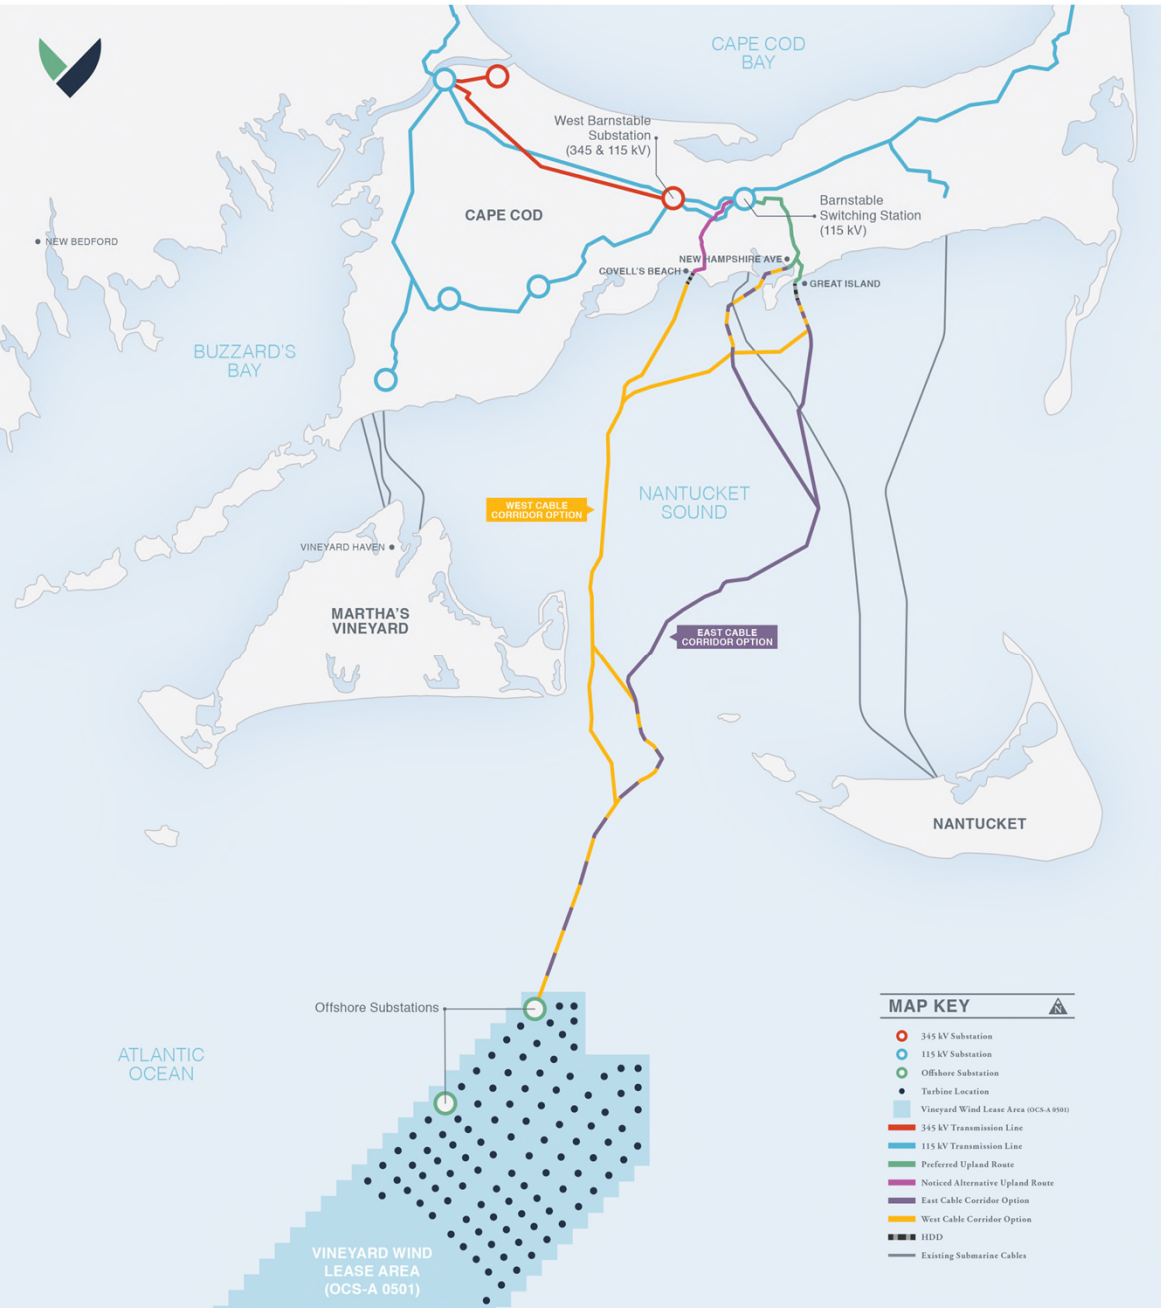 CAPE COD
BAY
West Barnstable
Substation
(345 & 115 kV)
Barnstable
Switching Station
(115 kV)
CAPE COD
NEW BEDFORD
NEW HAMPSHIRE AVE
COVELL'S BEACH
GREAT ISLAND
BUZZARD'S
BAY
NANTUCKET
SOUND
WEST CABLE
CORRIDOR OPTION
VINEYARD HAVEN
MARTHA'S
VINEYARD
EAST CABLE
CORRIDOR OPTION
NANTUCKET
Offshore Substations
ATLANTIC
OCEAN
VINEYARD WIND
LEASE AREA
(OCS-A 0501)
MAP KEY
N
345 kV Substation
115 kV Substation
Offshore Substation
Turbine Location
Vineyard Wind Lease Area (OCS-A 0501)
345 kV Transmission Line
115 kV Transmission Line
Preferred Upland Route
Noticed Alternative Upland Route
East Cable Corridor Option
West Cable Corridor Option
HDD
Existing Submarine Cables